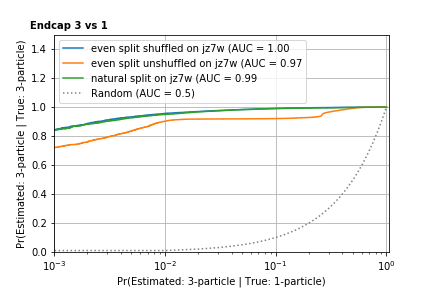 Endcap 3 vs 1
Pr(Estimated: 3-particle | True: 3-particle)
1.4
1.2
1.0
0.8
0.6
0.4
0.2
0.0
even split shuffled on jz7w (AUC = 1.00
even split unshuffled on jz7w (AUC = 0.97
natural split on jz7w (AUC = 0.99
Random (AUC = 0.5)
10⁻³ 10⁻² 10⁻¹ 10⁰
Pr(Estimated: 3-particle | True: 1-particle)